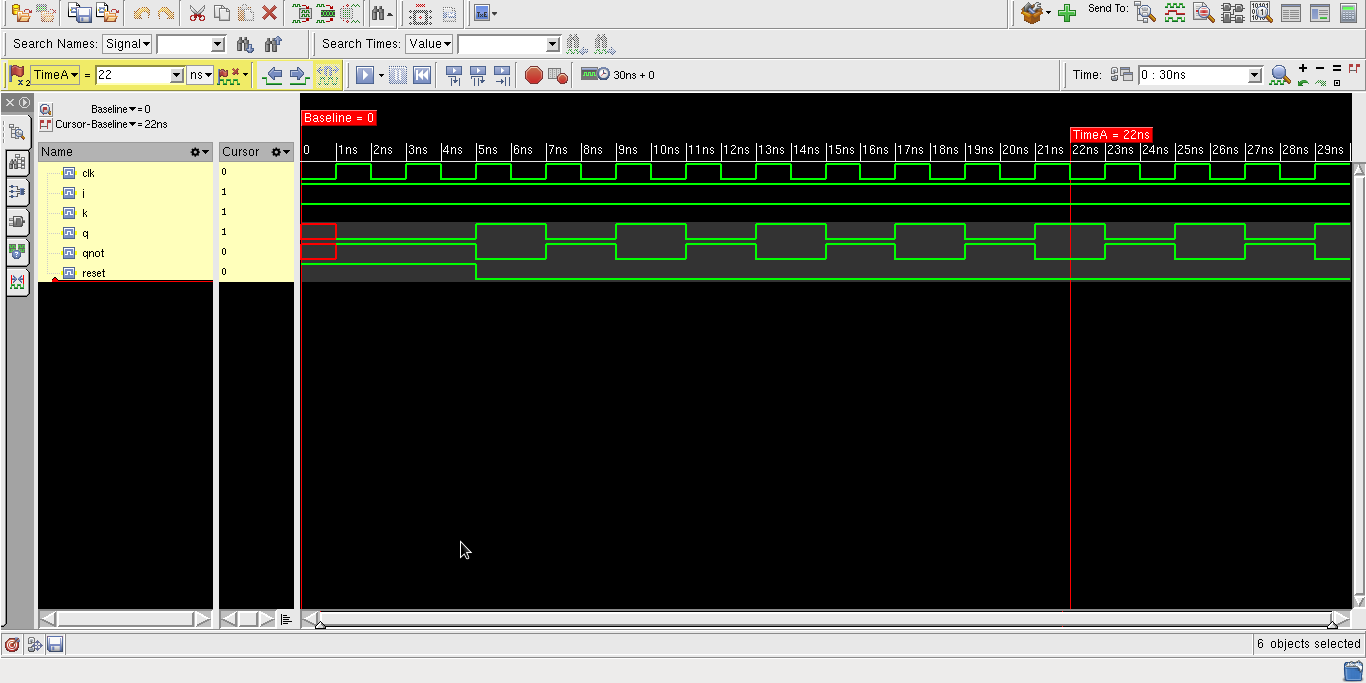 Send To:
Search Names: Signal
Search Times: Value
x2 TimeA = 22 ns
30ns + 0
Time: 0 : 30ns
Baseline = 0
Cursor-Baseline = 22ns
Name
Cursor
Baseline = 0
TimeA = 22ns
0 1ns 2ns 3ns 4ns 5ns 6ns 7ns 8ns 9ns 10ns 11ns 12ns 13ns 14ns 15ns 16ns 17ns 18ns 19ns 20ns 21ns 22ns 23ns 24ns 25ns 26ns 27ns 28ns 29ns
clk 0
j 1
k 1
q 1
qnot 0
reset 0
6 objects selected